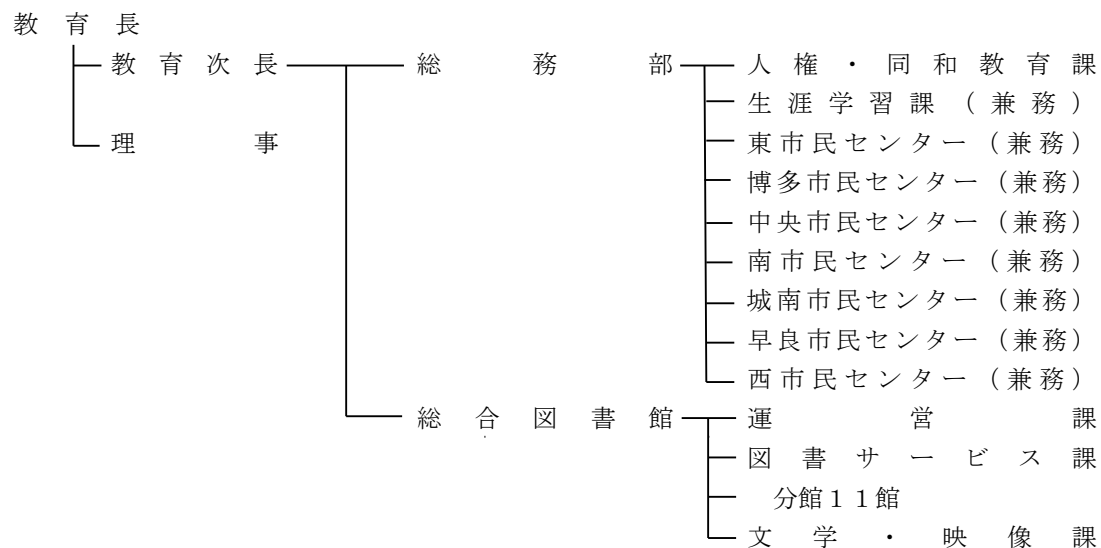 教育長
教育次長 総務部 人権・同和教育課
生涯学習課（兼務）
理事 東市民センター（兼務）
博多市民センター（兼務）
中央市民センター（兼務）
南市民センター（兼務）
城南市民センター（兼務）
早良市民センター（兼務）
西市民センター（兼務）
総合図書館 運営課
図書サービス課
分館１１館
文学・映像課